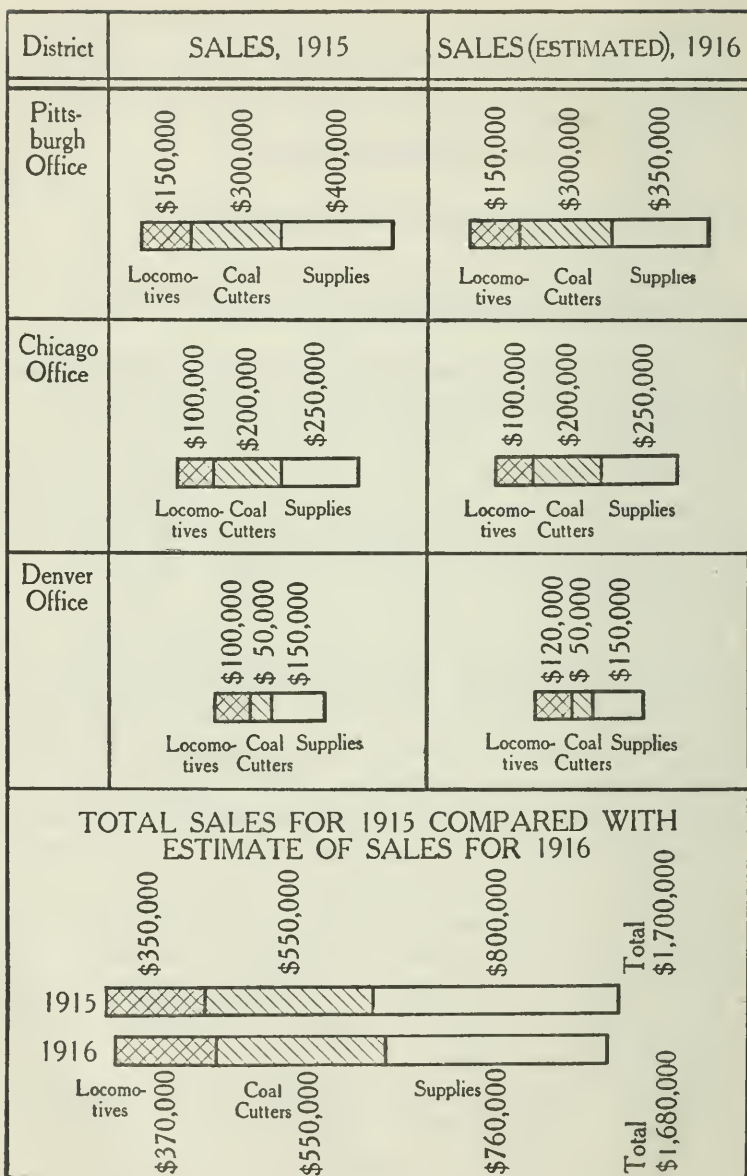 District
SALES, 1915
SALES (ESTIMATED), 1916
Pitts-
burgh
Office
$150,000
$300.000
$400,000
Locomo-
tives
Coal
Cutters
Supplies
$150,000
$300,000
$350,000
Locomo-
tives
Coal
Cutters
Supplies
Chicago
Office
$100,000
$200,000
$250,000
Locomo-
tives
Coal
Cutters
Supplies
$100.000
$200,000
$250,000
Locomo-
tives
Coal
Cutters
Supplies
Denver
Office
$100,000
$ 50,000
$150,000
Locomo-
tives
Coal
Cutters
Supplies
$120,000
$ 50,000
$150,000
Locomo-
tives
Coal
Cutters
Supplies
TOTAL SALES FOR 1915 COMPARED WITH
ESTIMATE OF SALES FOR 1916
$350,000
$550,000
$800,000
Total
$1,700,000
1915
1916
Locomo-
tives
Coal
Cutters
Supplies
$370,000
$550,000
$760,000
Total
$1,680,000